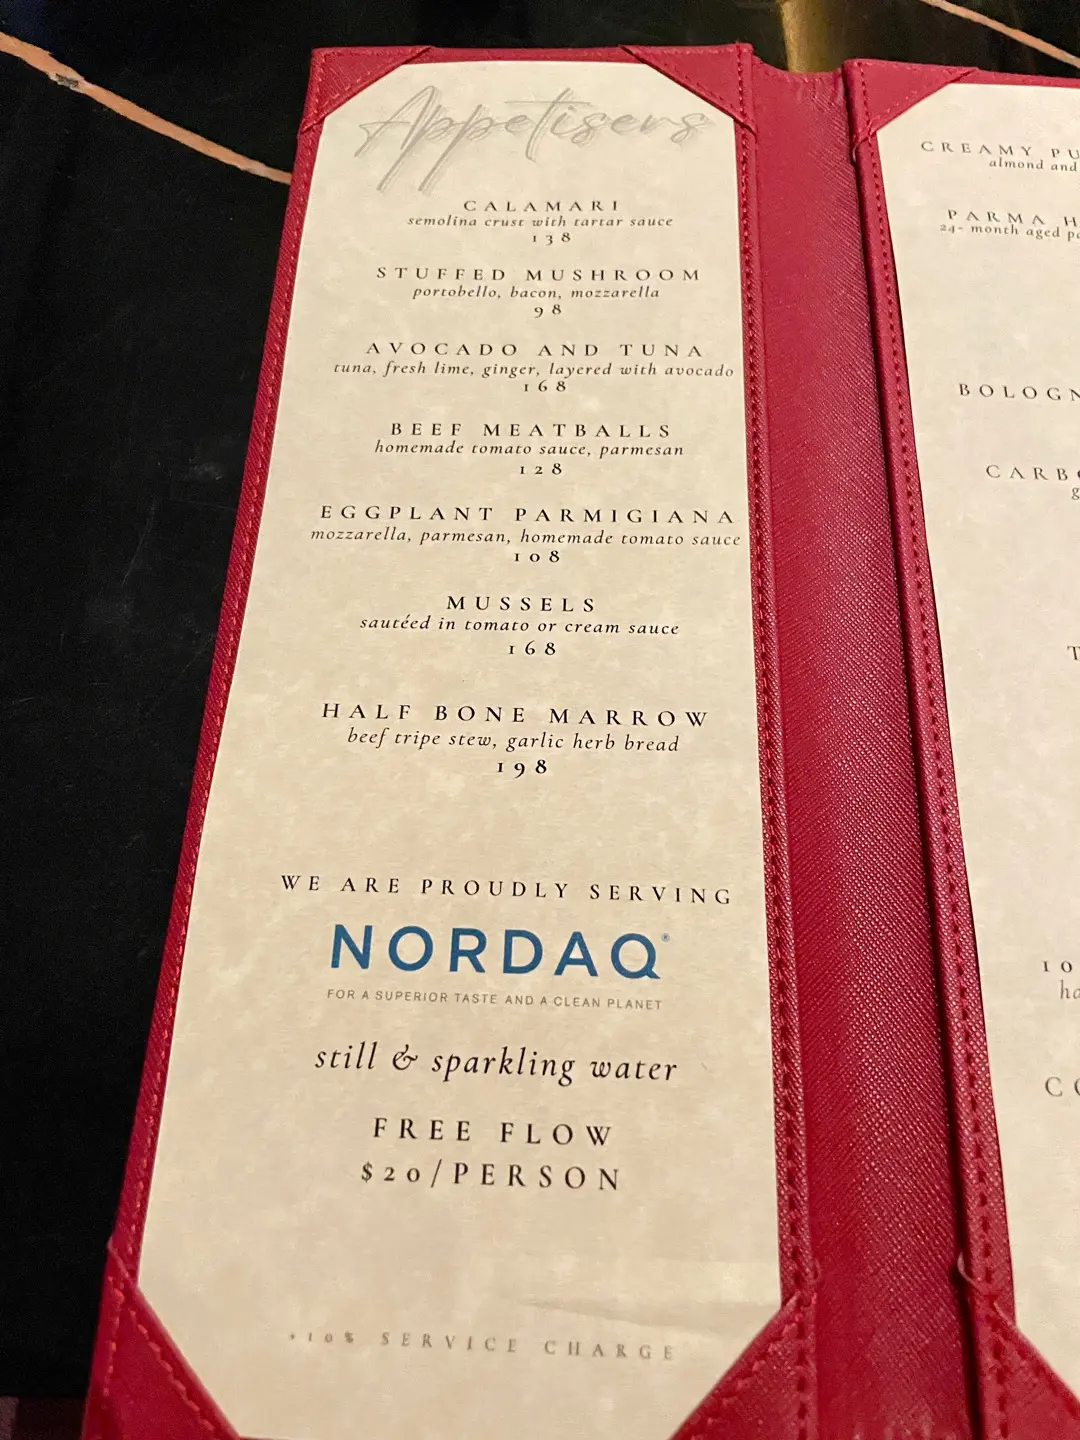 Appetisers
CALAMARI
semolina crust with tartar sauce
138
STUFFED MUSHROOM
portobello, bacon, mozzarella
98
AVOCADO AND TUNA
tuna, fresh lime, ginger, layered with avocado
168
BEEF MEATBALLS
homemade tomato sauce, parmesan
128
EGGPLANT PARMIGIANA
mozzarella, parmesan, homemade tomato sauce
108
MUSSELS
sautéed in tomato or cream sauce
168
HALF BONE MARROW
beef tripe stew, garlic herb bread
198
WE ARE PROUDLY SERVING
NORDAQ®
FOR A SUPERIOR TASTE AND A CLEAN PLANET
still & sparkling water
FREE FLOW
$20/PERSON
+10% SERVICE CHARGE
CREAMY
almond and
PARMA
24- month aged